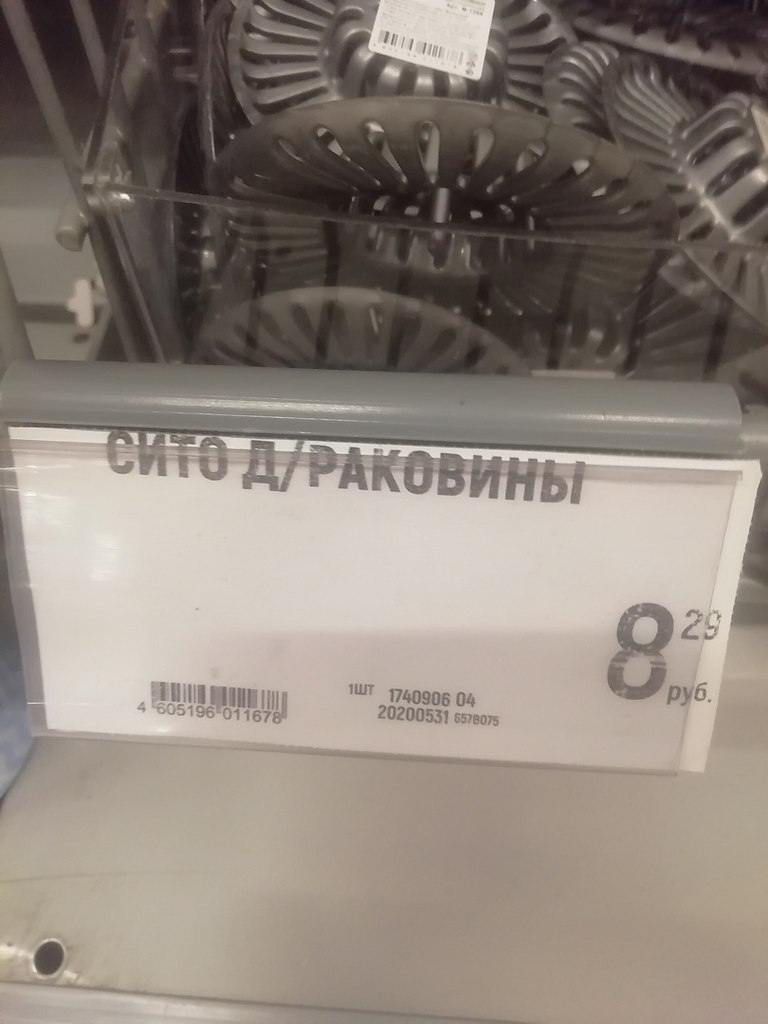 СИТО Д/РАКОВИНЫ
8 29
руб.
1ШТ 1740906 04
4 605196 011678
20200531 6578075